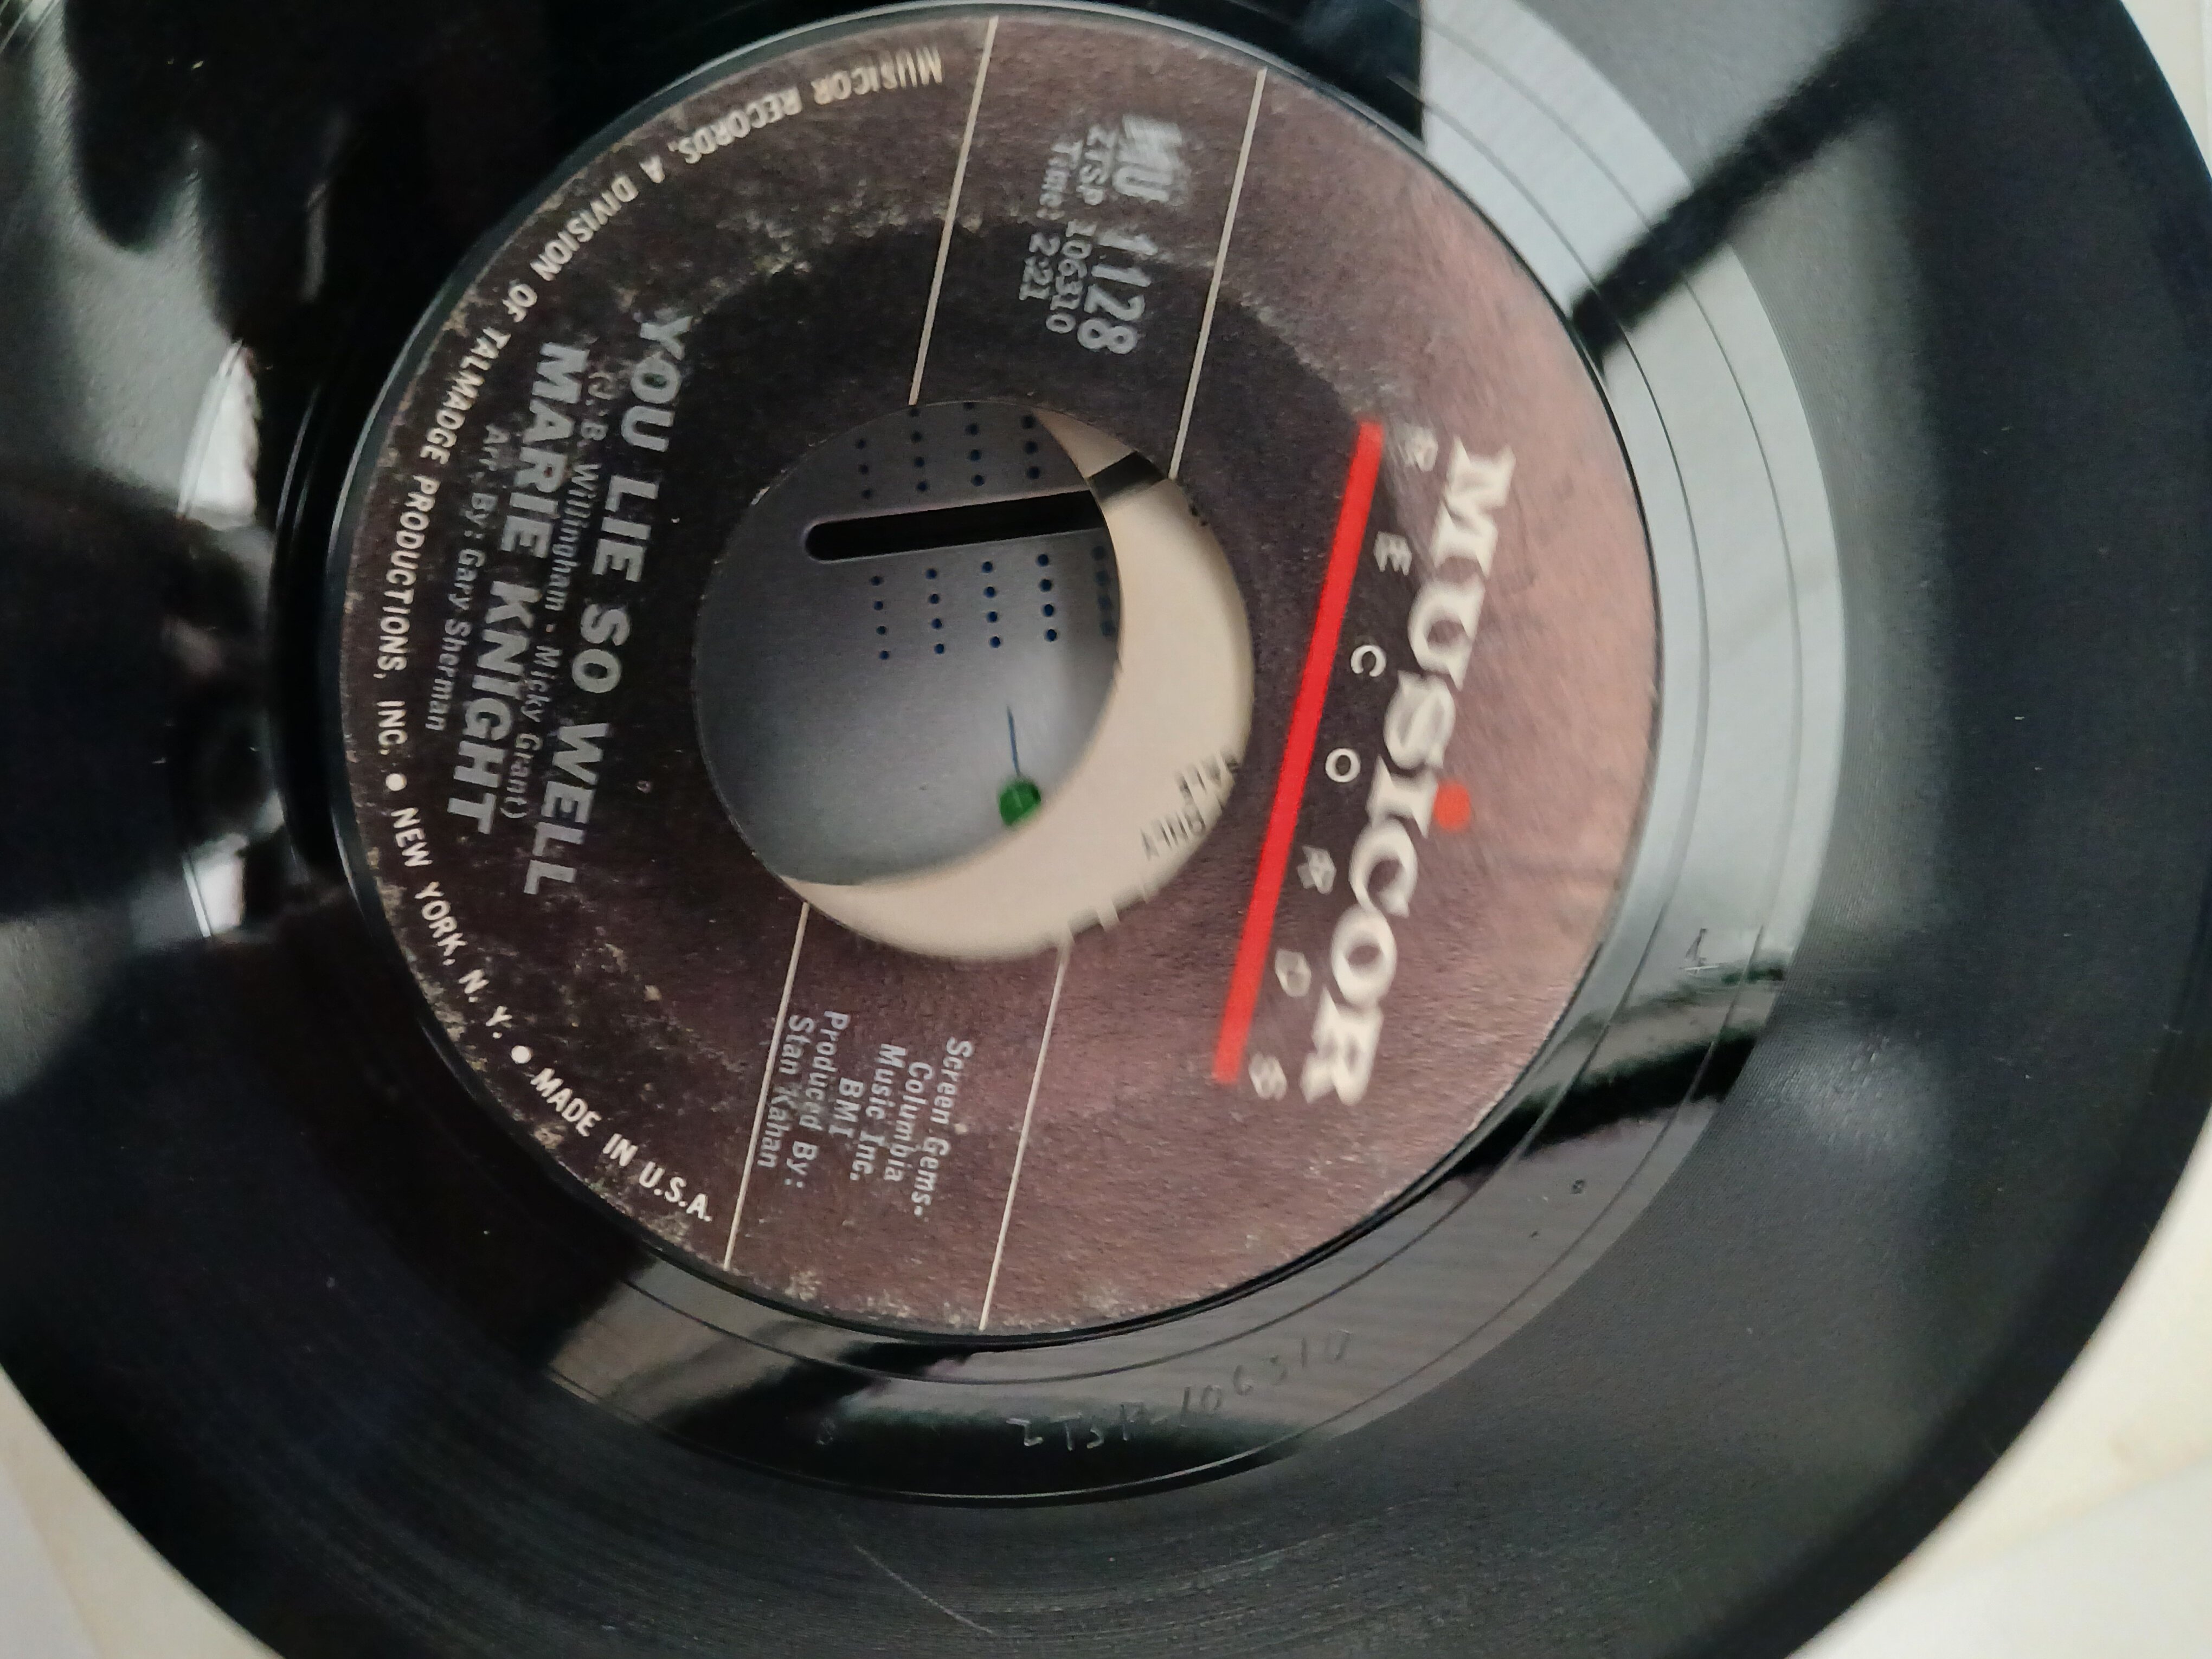 MUSICOR
RECORDS
MU 1128
ZTSP 106310
Time: 2:21
Screen Gems-
Columbia
Music Inc.
BMI
Produced By:
Stan Kahan
YOU LIE SO WELL
B. Willingham - Micky Grant)
MARIE KNIGHT
Arr. By: Gary Sherman
MUSICOR RECORDS, A DIVISION OF TALMADGE PRODUCTIONS, INC. • NEW YORK, N. Y. • MADE IN U.S.A.
ONLY